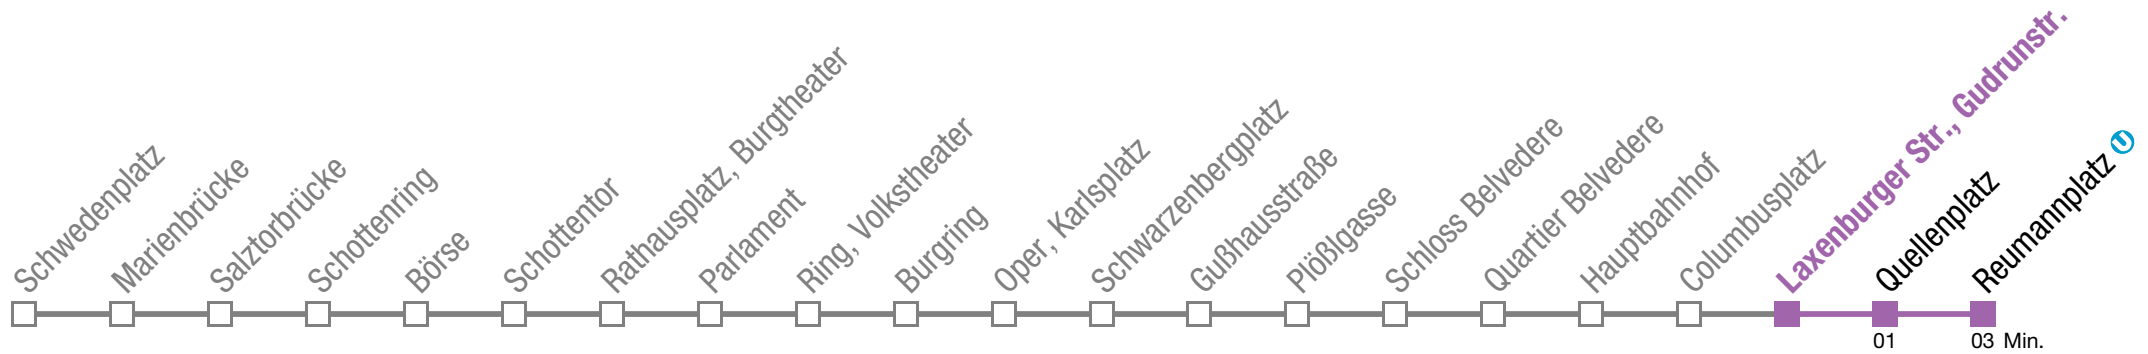 Schwedenplatz
Marienbrücke
Salztorbrücke
Schottenring
Börse
Schottentor
Rathausplatz, Burgtheater
Parlament
Ring, Volkstheater
Burgring
Oper, Karlsplatz
Schwarzenbergplatz
Gußhausstraße
Plößlgasse
Schloss Belvedere
Quartier Belvedere
Hauptbahnhof
Columbusplatz
Laxenburger Str., Gudrunstr.
Quellenplatz
Reumannplatz U
01 03 Min.